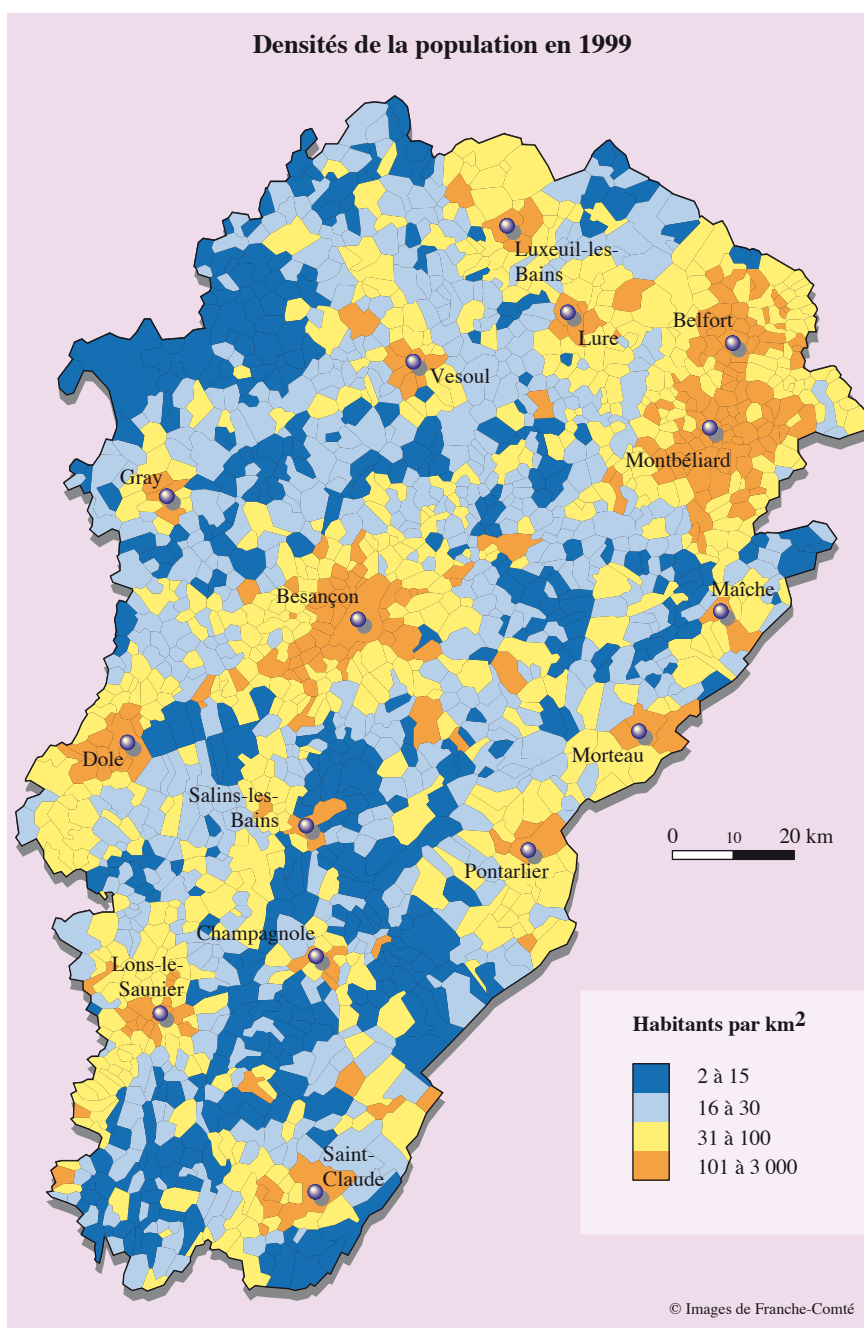 Densités de la population en 1999
Luxeuil-les-
Bains
Belfort
Lure
Vesoul
Montbéliard
Gray
Besançon
Maîche
Dole
Morteau
Salins-les-
Bains
0 10 20 km
Pontarlier
Champagnole
Lons-le-
Saunier
Habitants par km2
2 à 15
16 à 30
31 à 100
101 à 3 000
Saint-
Claude
© Images de Franche-Comté